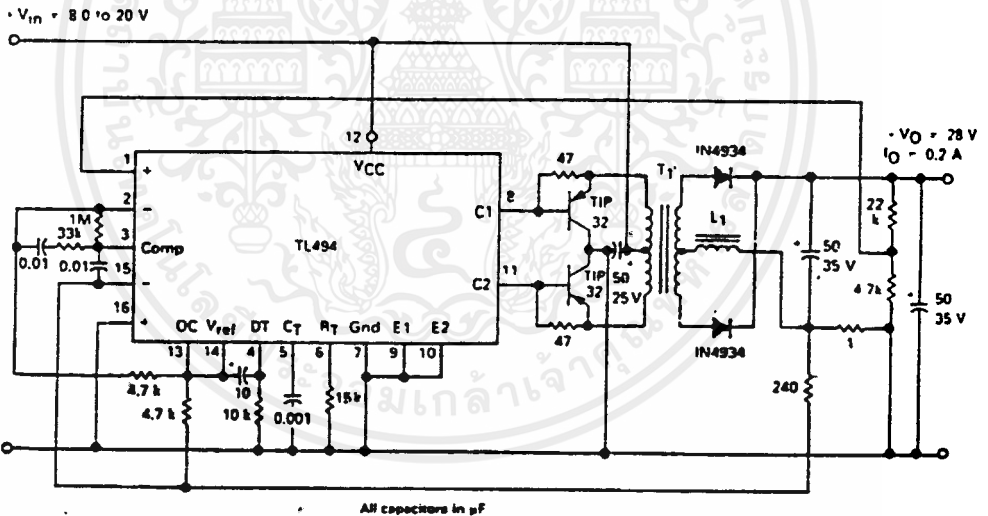 · Vin = 8.0 to 20 V
12
VCC
1
+
2
−
1M
33k
3
Comp
0.01
0.01
15
−
16
+
TL494
8
C1
11
C2
OC Vref DT CT RT Gnd E1 E2
13 14 4 5 6 7 9 10
4.7 k
4.7 k
10
10 k
0.001
15k
47
TIP
32
TIP
32
47
+
50
25 V
T1
1N4934
L1
1N4934
· VO = 28 V
IO = 0.2 A
22
k
4.7k
+
50
35 V
+
50
35 V
1
240
All capacitors in µF